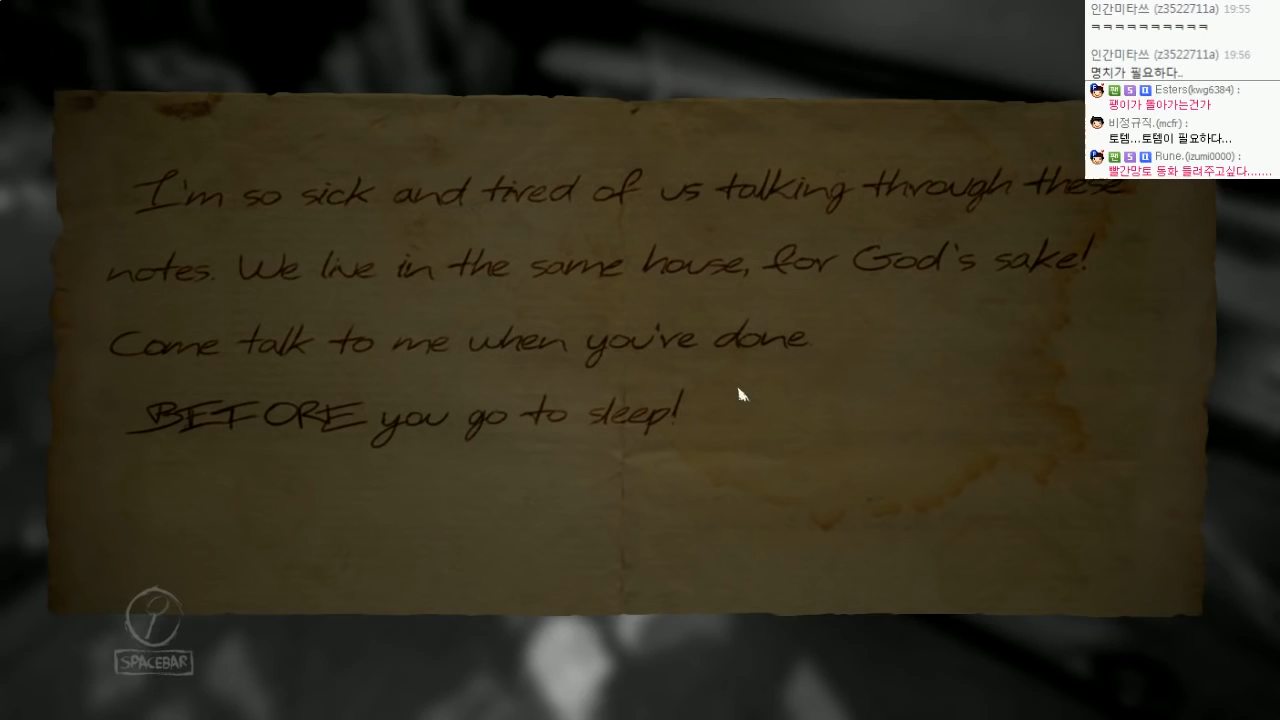 인간미타쓰 (z3522711a) 19:55
ㅋㅋㅋㅋㅋㅋㅋㅋㅋㅋ
인간미타쓰 (z3522711a) 19:56
명치가 필요하다..
팬 S Esters(kwg6384) :
팽이가 돌아가는건가
비정규직.(mcfr) :
토템...토템이 필요하다...
팬 S Rune.(izumi0000) :
빨간망토 동화 들려주고싶다.......
I'm so sick and tired of us talking through these
notes. We live in the same house, for God's sake!
Come talk to me when you're done
BEFORE you go to sleep!
SPACEBAR